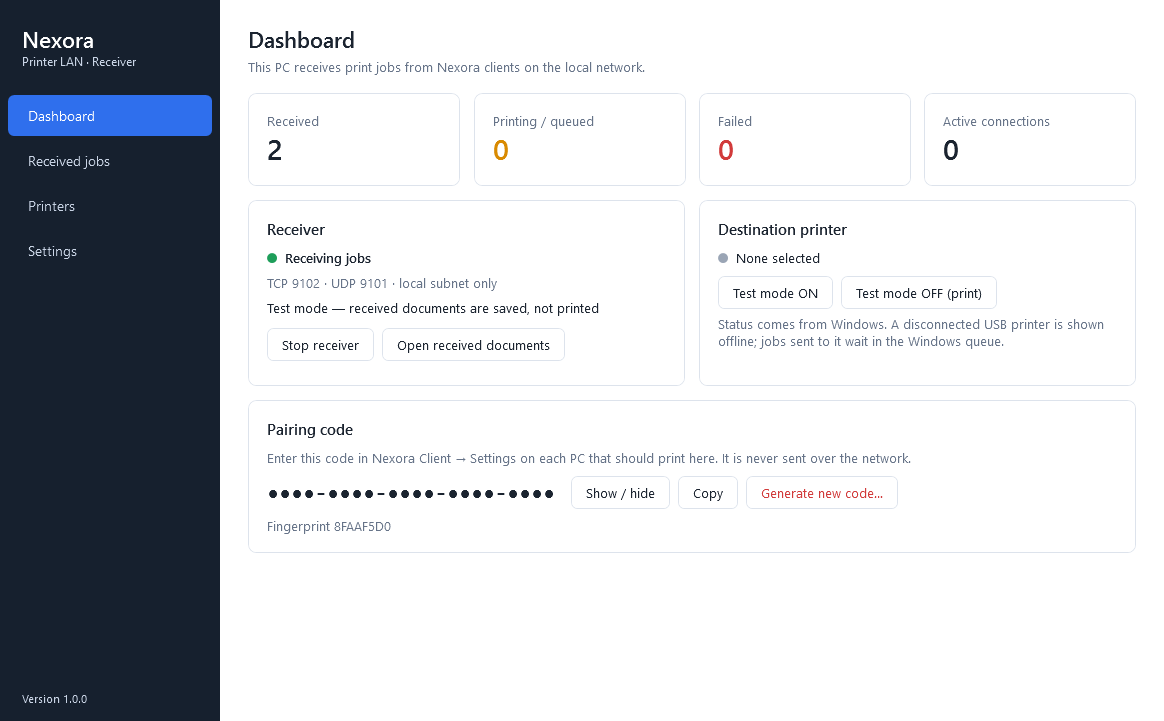 Nexora
Printer LAN · Receiver
Dashboard
Received jobs
Printers
Settings
Version 1.0.0
Dashboard
This PC receives print jobs from Nexora clients on the local network.
Received
2
Printing / queued
0
Failed
0
Active connections
0
Receiver
Receiving jobs
TCP 9102 · UDP 9101 · local subnet only
Test mode — received documents are saved, not printed
Stop receiver
Open received documents
Destination printer
None selected
Test mode ON
Test mode OFF (print)
Status comes from Windows. A disconnected USB printer is shown
offline; jobs sent to it wait in the Windows queue.
Pairing code
Enter this code in Nexora Client → Settings on each PC that should print here. It is never sent over the network.
●●●●-●●●●-●●●●-●●●●-●●●●
Show / hide
Copy
Generate new code...
Fingerprint 8FAAF5D0